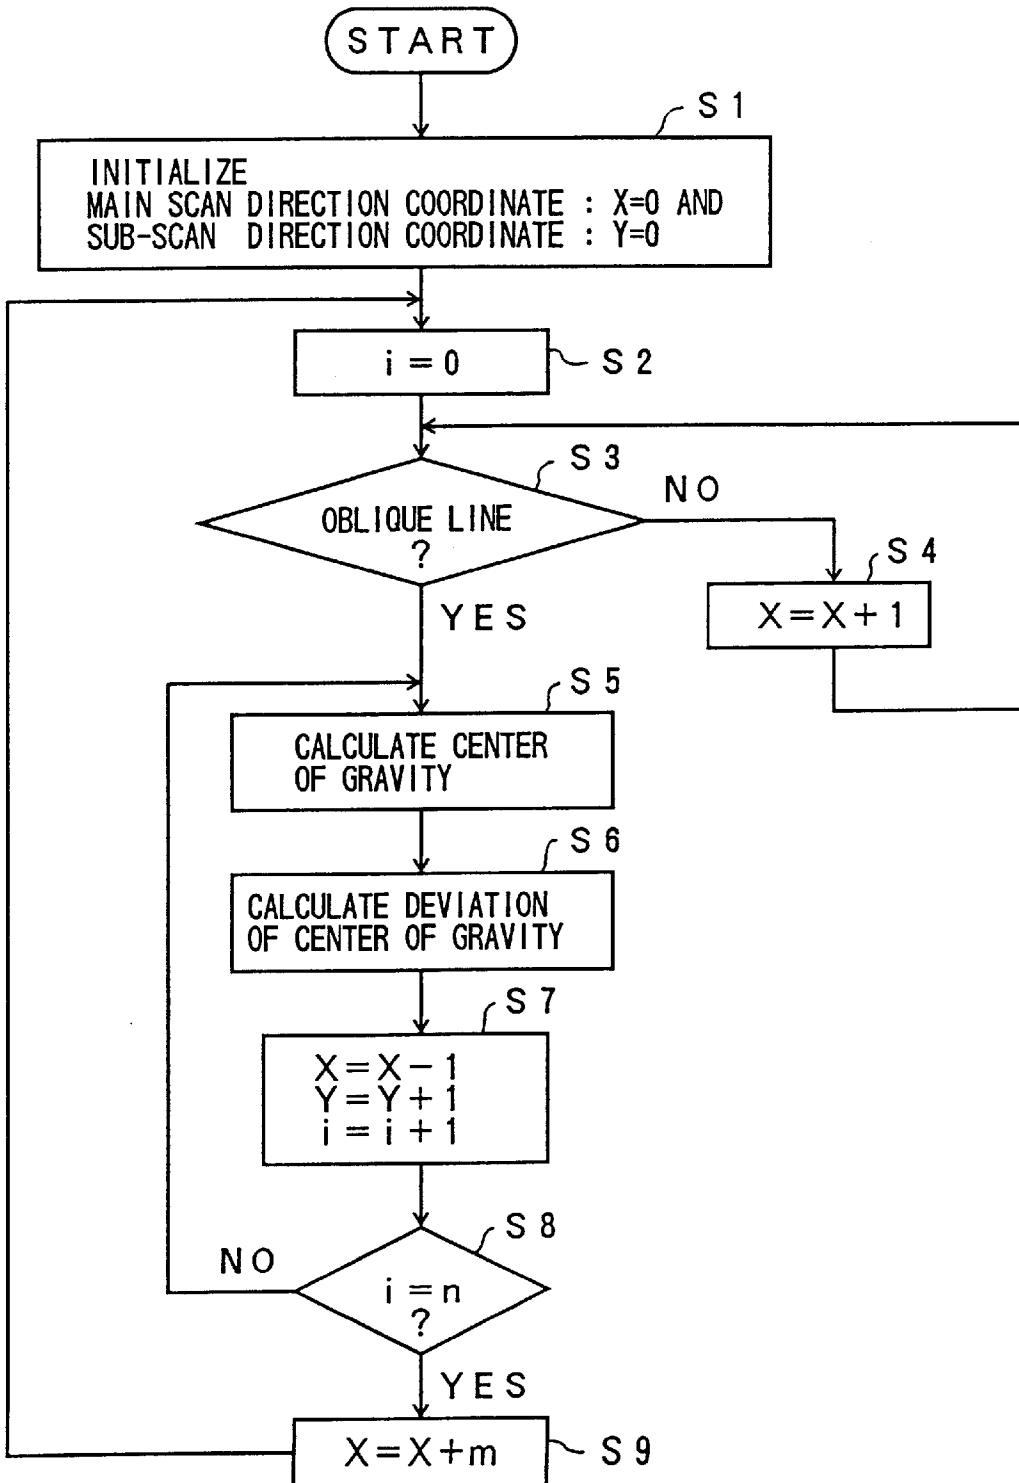 START
S1
INITIALIZE
MAIN SCAN DIRECTION COORDINATE : X=0 AND
SUB-SCAN DIRECTION COORDINATE : Y=0
i=0
S2
S3
OBLIQUE LINE
?
NO
S4
X=X+1
YES
S5
CALCULATE CENTER
OF GRAVITY
S6
CALCULATE DEVIATION
OF CENTER OF GRAVITY
S7
X=X-1
Y=Y+1
i=i+1
S8
NO
i=n
?
YES
X=X+m
S9